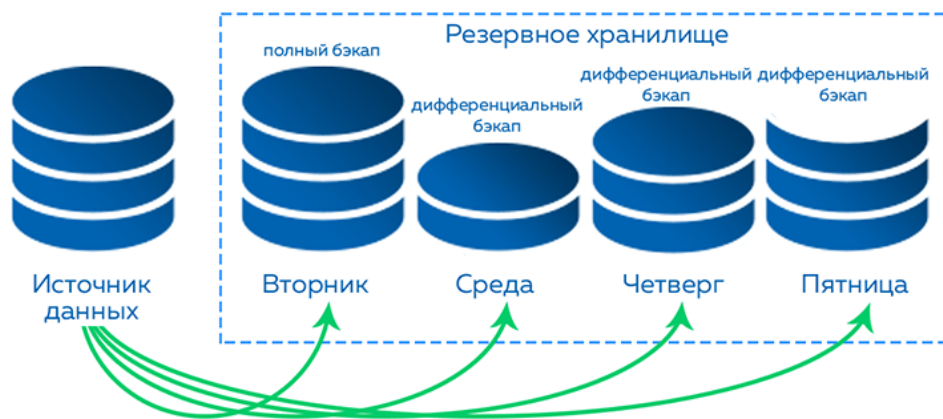 Резервное хранилище
полный бэкап
дифференциальный
бэкап
дифференциальный
бэкап
дифференциальный
бэкап
Источник
данных
Вторник
Среда
Четверг
Пятница